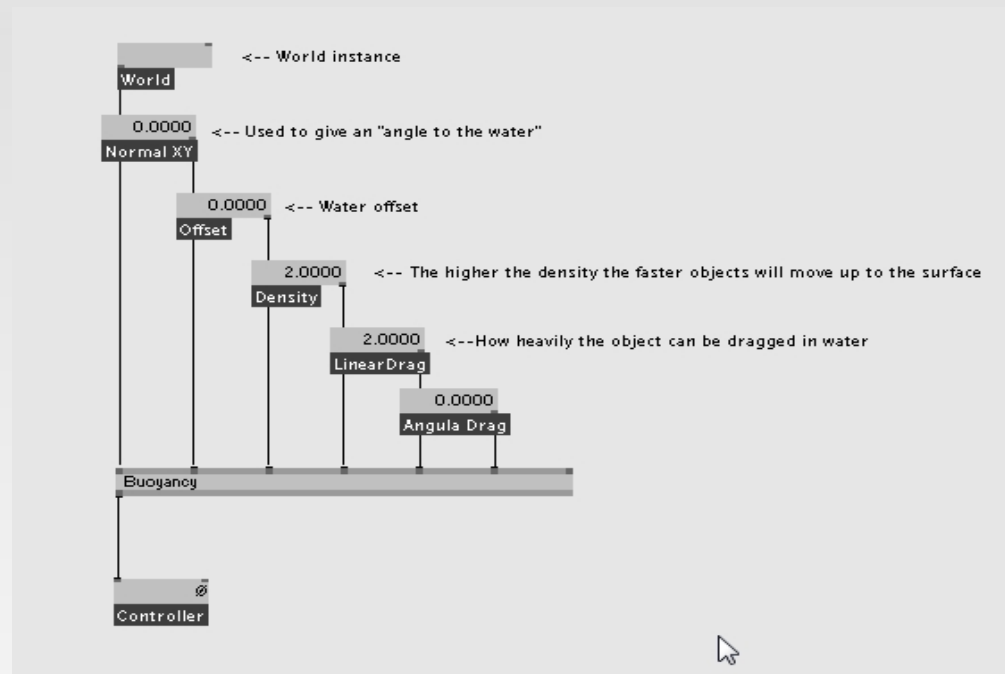 <-- World instance
World
0.0000
<-- Used to give an "angle to the water"
Normal XY
0.0000
<-- Water offset
Offset
2.0000
<-- The higher the density the faster objects will move up to the surface
Density
2.0000
<--How heavily the object can be dragged in water
LinearDrag
0.0000
Angula Drag
Buoyancy
Controller